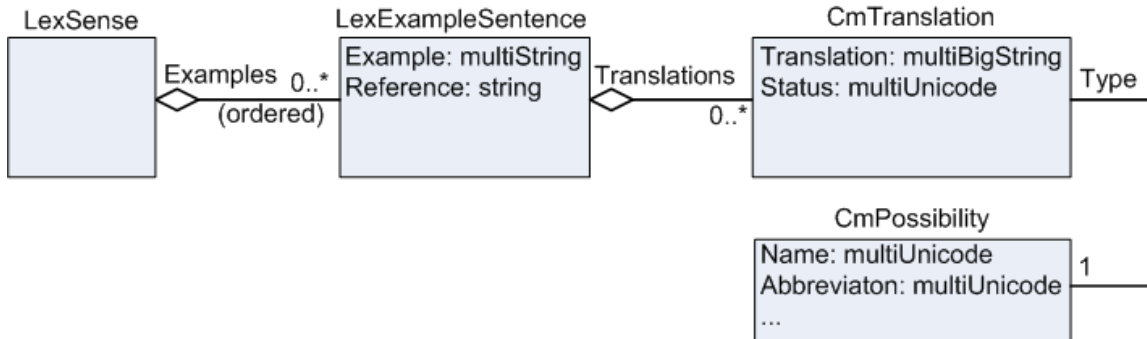 LexSense
LexExampleSentence
CmTranslation
Examples
0..*
(ordered)
Example: multiString
Reference: string
Translations
0..*
Translation: multiBigString
Status: multiUnicode
Type
CmPossibility
Name: multiUnicode
Abbreviaton: multiUnicode
...
1